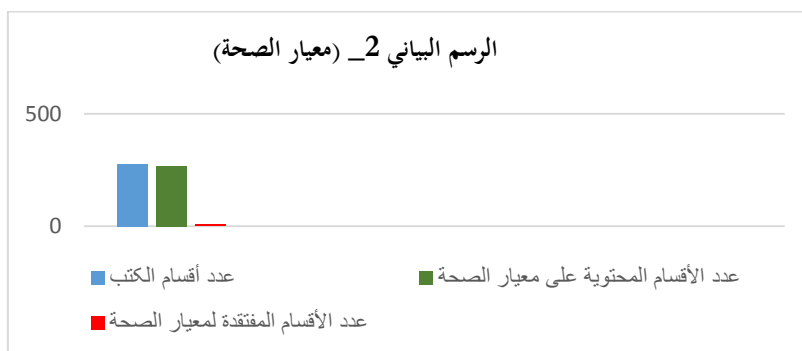 الرسم البياني 2_ (معيار الصحة)
500
0
عدد أقسام الكتب
عدد الأقسام المحتوية على معيار الصحة
عدد الأقسام المفتقدة لمعيار الصحة